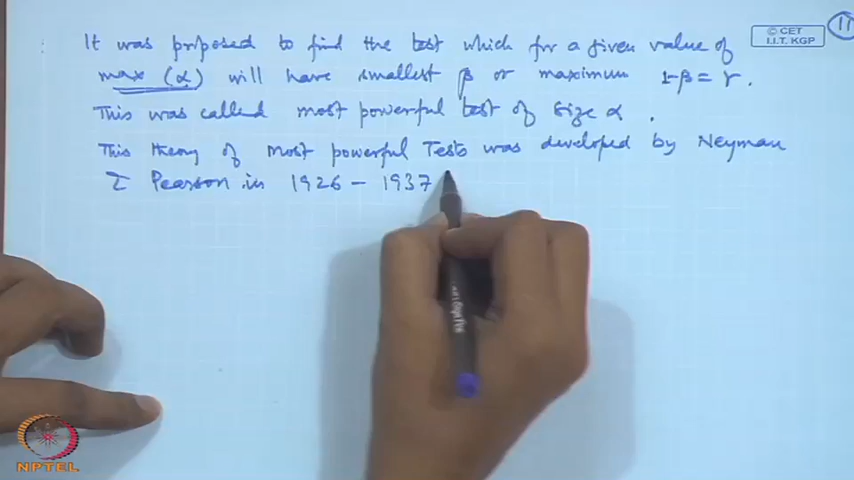 It was proposed to find the test which for a given value of
max (α) will have smallest β or maximum 1-β = γ.
This was called most powerful test of size α.
This theory of most powerful Tests was developed by Neyman
& Pearson in 1926 - 1937
© CET
I.I.T. KGP
11
NPTEL